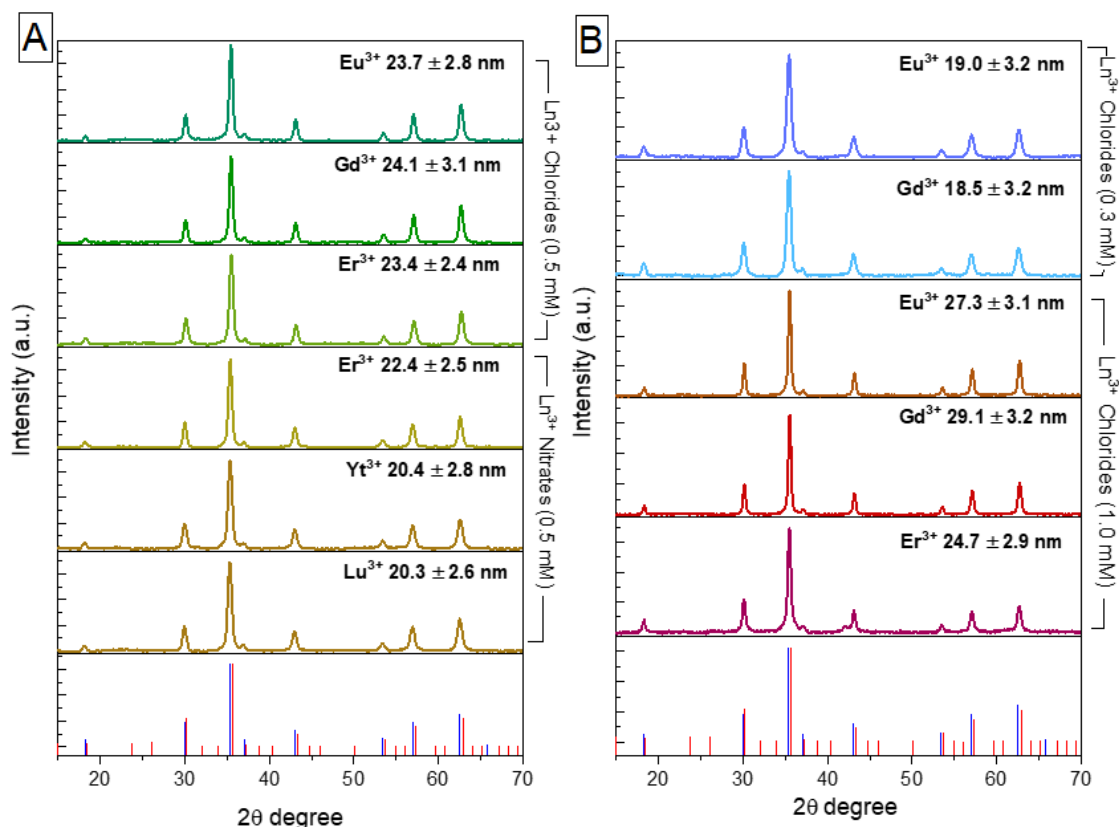 A
Eu³⁺ 23.7 ± 2.8 nm
Gd³⁺ 24.1 ± 3.1 nm
Er³⁺ 23.4 ± 2.4 nm
Er³⁺ 22.4 ± 2.5 nm
Yt³⁺ 20.4 ± 2.8 nm
Lu³⁺ 20.3 ± 2.6 nm
Ln3+ Chlorides (0.5 mM)
Ln³⁺ Nitrates (0.5 mM)
Intensity (a.u.)
20 30 40 50 60 70
2θ degree
B
Eu³⁺ 19.0 ± 3.2 nm
Gd³⁺ 18.5 ± 3.2 nm
Eu³⁺ 27.3 ± 3.1 nm
Gd³⁺ 29.1 ± 3.2 nm
Er³⁺ 24.7 ± 2.9 nm
Ln³⁺ Chlorides (0.3 mM)
Ln³⁺ Chlorides (1.0 mM)
Intensity (a.u.)
20 30 40 50 60 70
2θ degree